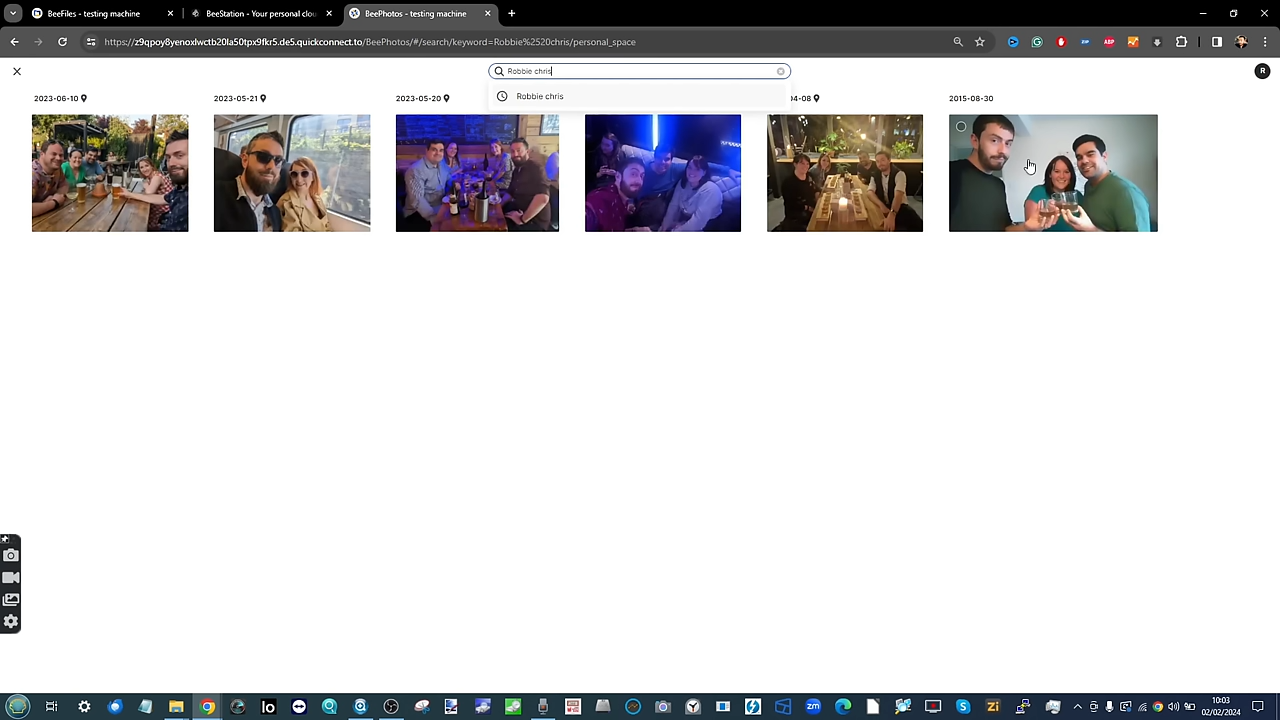 BeeFiles - testing machine
BeeStation - Your personal clou
BeePhotos - testing machine
https://z9qpoy8yenoxlwctb20la50tpx9fkr5.de5.quickconnect.to/BeePhotos/#/search/keyword=Robbie%2520chris/personal_space
Robbie chris
R
Robbie chris
2023-06-10
2023-05-21
2023-05-20
04-08
2015-08-30
10:03
02/02/2024